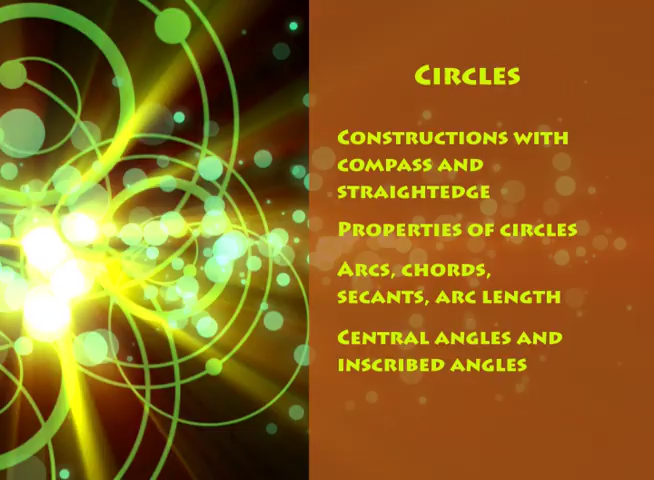 Circles
Constructions with
compass and
straightedge
Properties of circles
Arcs, chords,
secants, arc length
Central angles and
inscribed angles